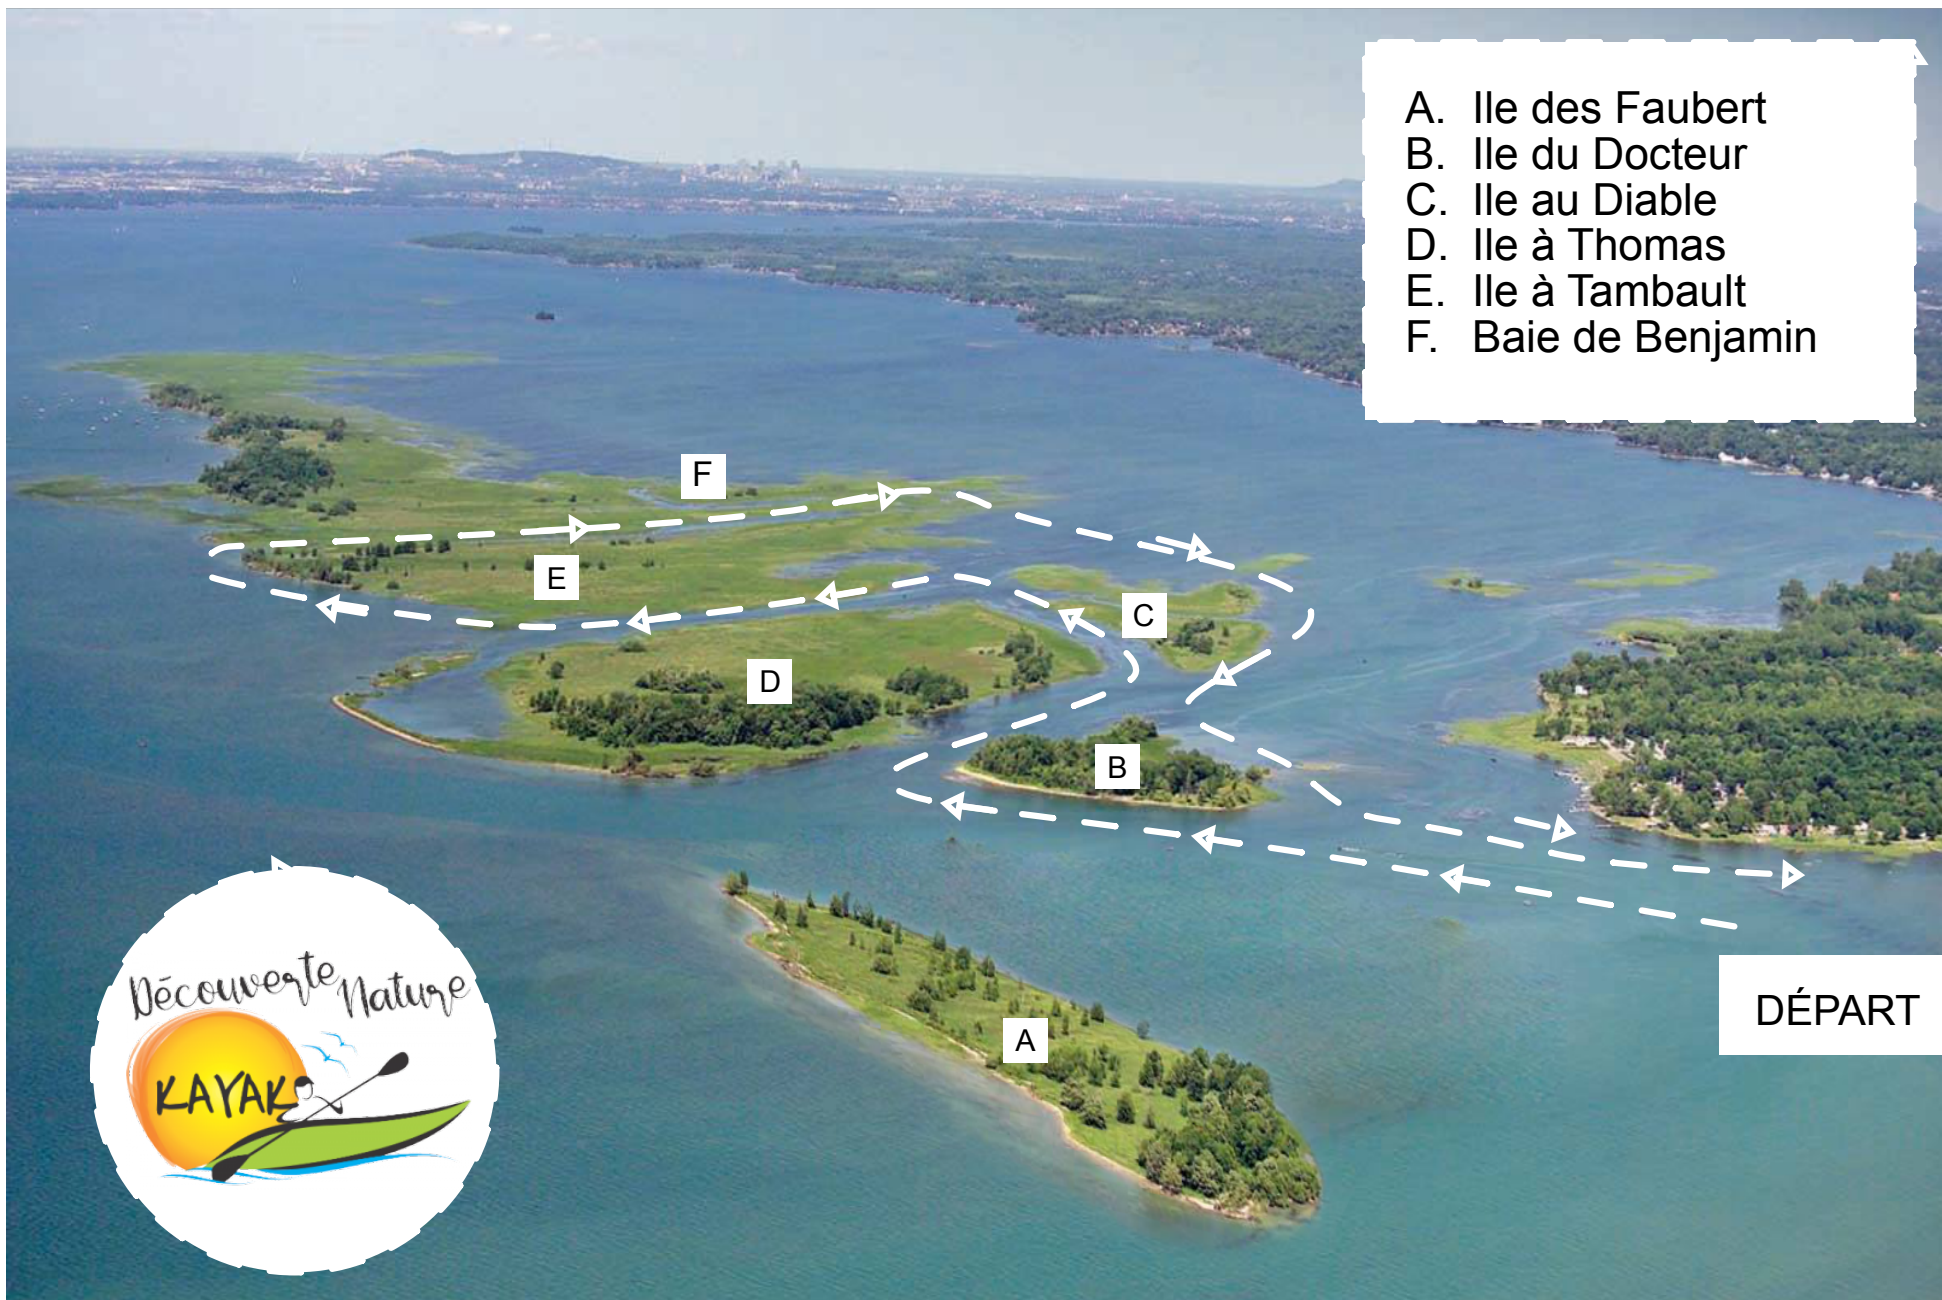 A. Ile des Faubert
B. Ile du Docteur
C. Ile au Diable
D. Ile à Thomas
E. Ile à Tambault
F. Baie de Benjamin
F
E
C
D
B
A
DÉPART
Découverte Nature
KAYAK